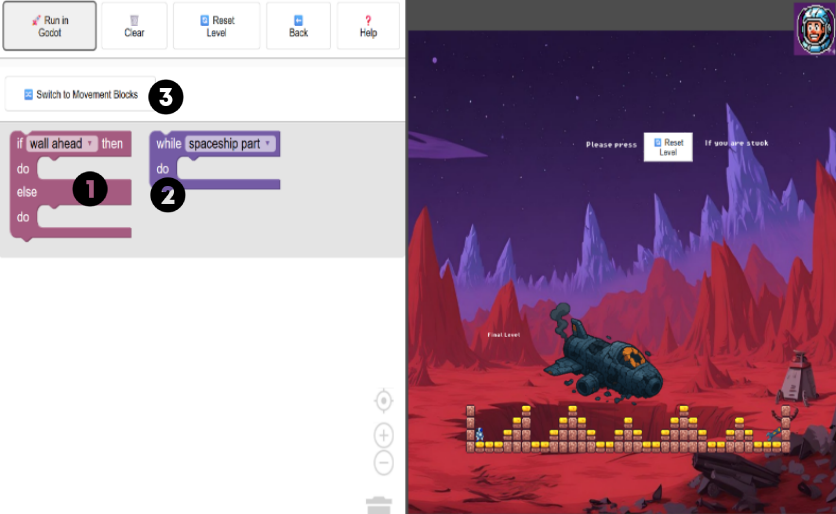 Run in
Godot
Clear
Reset
Level
Back
?
Help
Switch to Movement Blocks
3
if wall ahead ▾ then
do
else
do
1
while spaceship part ▾
do
2
Please press
Reset
Level
If you are stuck
Final Level